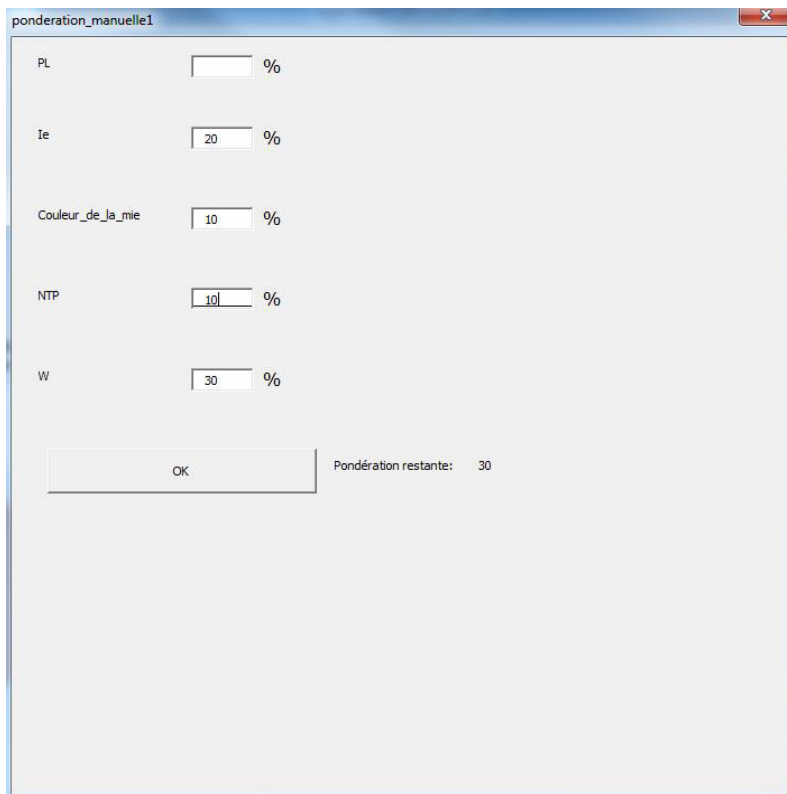 ponderation_manuelle1
PL %
Ie 20 %
Couleur_de_la_mie 10 %
NTP 10 %
W 30 %
OK Pondération restante: 30